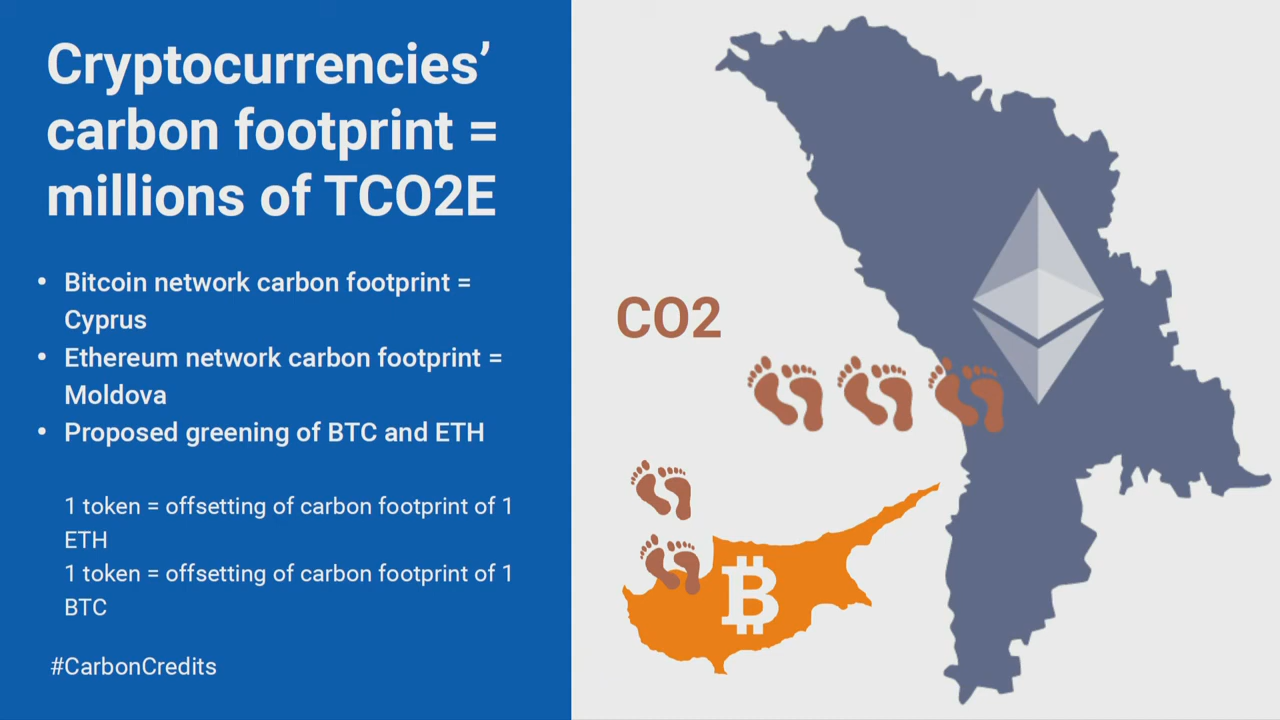 Cryptocurrencies’
carbon footprint =
millions of TCO2E
• Bitcoin network carbon footprint =
Cyprus
• Ethereum network carbon footprint =
Moldova
• Proposed greening of BTC and ETH
1 token = offsetting of carbon footprint of 1
ETH
1 token = offsetting of carbon footprint of 1
BTC
#CarbonCredits
CO2